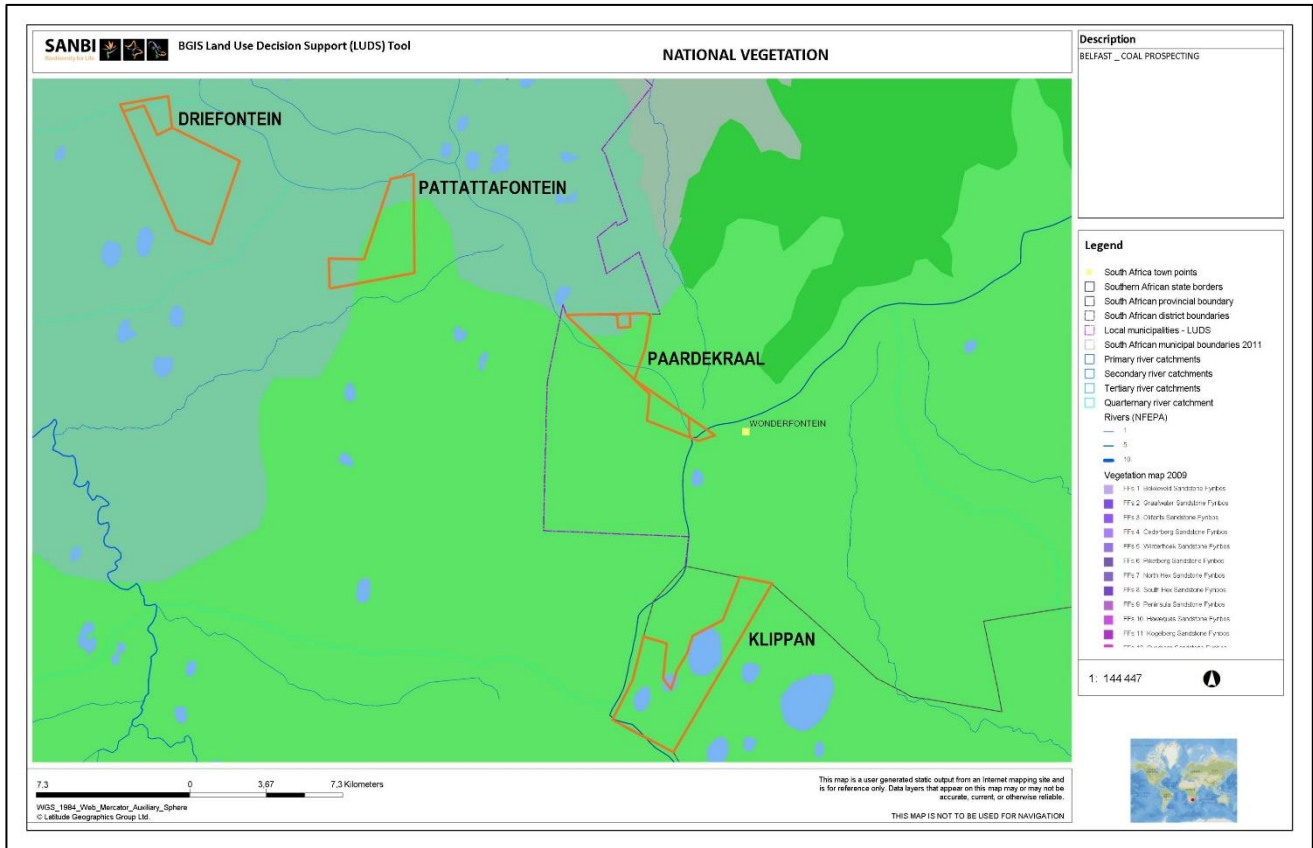 SANBI
Biodiversity for Life
BGIS Land Use Decision Support (LUDS) Tool
NATIONAL VEGETATION
Description
BELFAST _ COAL PROSPECTING
DRIEFONTEIN
PATTATTAFONTEIN
PAARDEKRAAL
WONDERFONTEIN
KLIPPAN
Legend
South Africa town points
Southern African state borders
South African provincial boundary
South African district boundaries
Local municipalities - LUDS
South African municipal boundaries 2011
Primary river catchments
Secondary river catchments
Tertiary river catchments
Quarternary river catchment
Rivers (NFEPA)
1
5
10
Vegetation map 2009
FFs 1 Bokkeveld Sandstone Fynbos
FFs 2 Graafwater Sandstone Fynbos
FFs 3 Olifants Sandstone Fynbos
FFs 4 Cederberg Sandstone Fynbos
FFs 5 Winterhoek Sandstone Fynbos
FFs 6 Piketberg Sandstone Fynbos
FFs 7 North Hex Sandstone Fynbos
FFs 8 South Hex Sandstone Fynbos
FFs 9 Peninsula Sandstone Fynbos
FFs 10 Hawequas Sandstone Fynbos
FFs 11 Kogelberg Sandstone Fynbos
1: 144 447
7.3 0 3,67 7,3 Kilometers
WGS_1984_Web_Mercator_Auxiliary_Sphere
© Latitude Geographics Group Ltd.
This map is a user generated static output from an Internet mapping site and
is for reference only. Data layers that appear on this map may or may not be
accurate, current, or otherwise reliable.
THIS MAP IS NOT TO BE USED FOR NAVIGATION